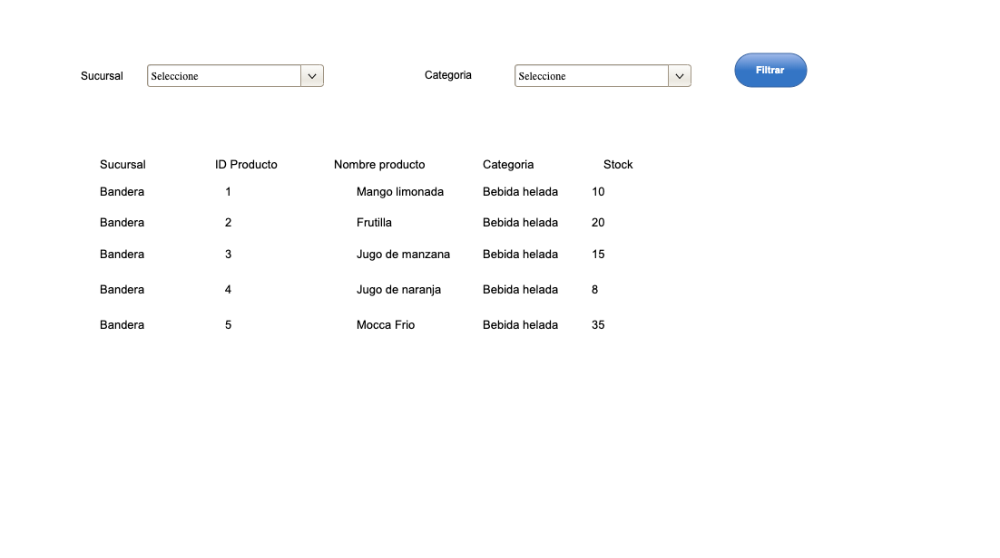 Sucursal Seleccione Categoria Seleccione Filtrar
Sucursal ID Producto Nombre producto Categoria Stock
Bandera 1 Mango limonada Bebida helada 10
Bandera 2 Frutilla Bebida helada 20
Bandera 3 Jugo de manzana Bebida helada 15
Bandera 4 Jugo de naranja Bebida helada 8
Bandera 5 Mocca Frio Bebida helada 35